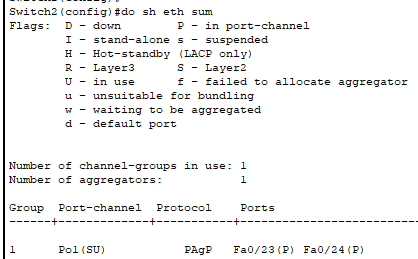 Switch2(config)#do sh eth sum
Flags:  D - down        P - in port-channel
        I - stand-alone s - suspended
        H - Hot-standby (LACP only)
        R - Layer3      S - Layer2
        U - in use      f - failed to allocate aggregator
        u - unsuitable for bundling
        w - waiting to be aggregated
        d - default port
Number of channel-groups in use: 1
Number of aggregators:           1
Group  Port-channel  Protocol    Ports
------+-------------+-----------+----------------------
1      Po1(SU)           PAgP   Fa0/23(P) Fa0/24(P)